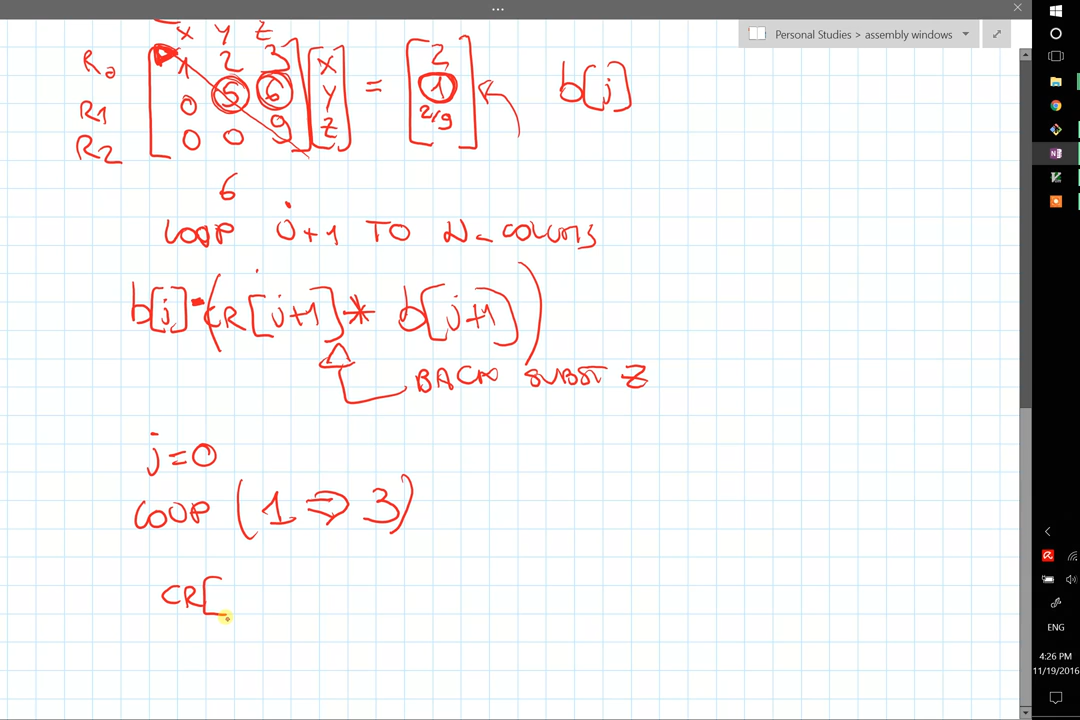 Personal Studies > assembly windows
X Y Z
R0 1 2 3 X = 2 b[j]
R1 0 5 6 Y 1
R2 0 0 9 Z 2/9
6
LOOP j+1 TO N-COLUMS
b[j]-(CR[j+1]* b[j+1])
BACK SUBST Z
j=0
LOOP (1 ⇒ 3)
CR[
ENG
4:26 PM
11/19/2016